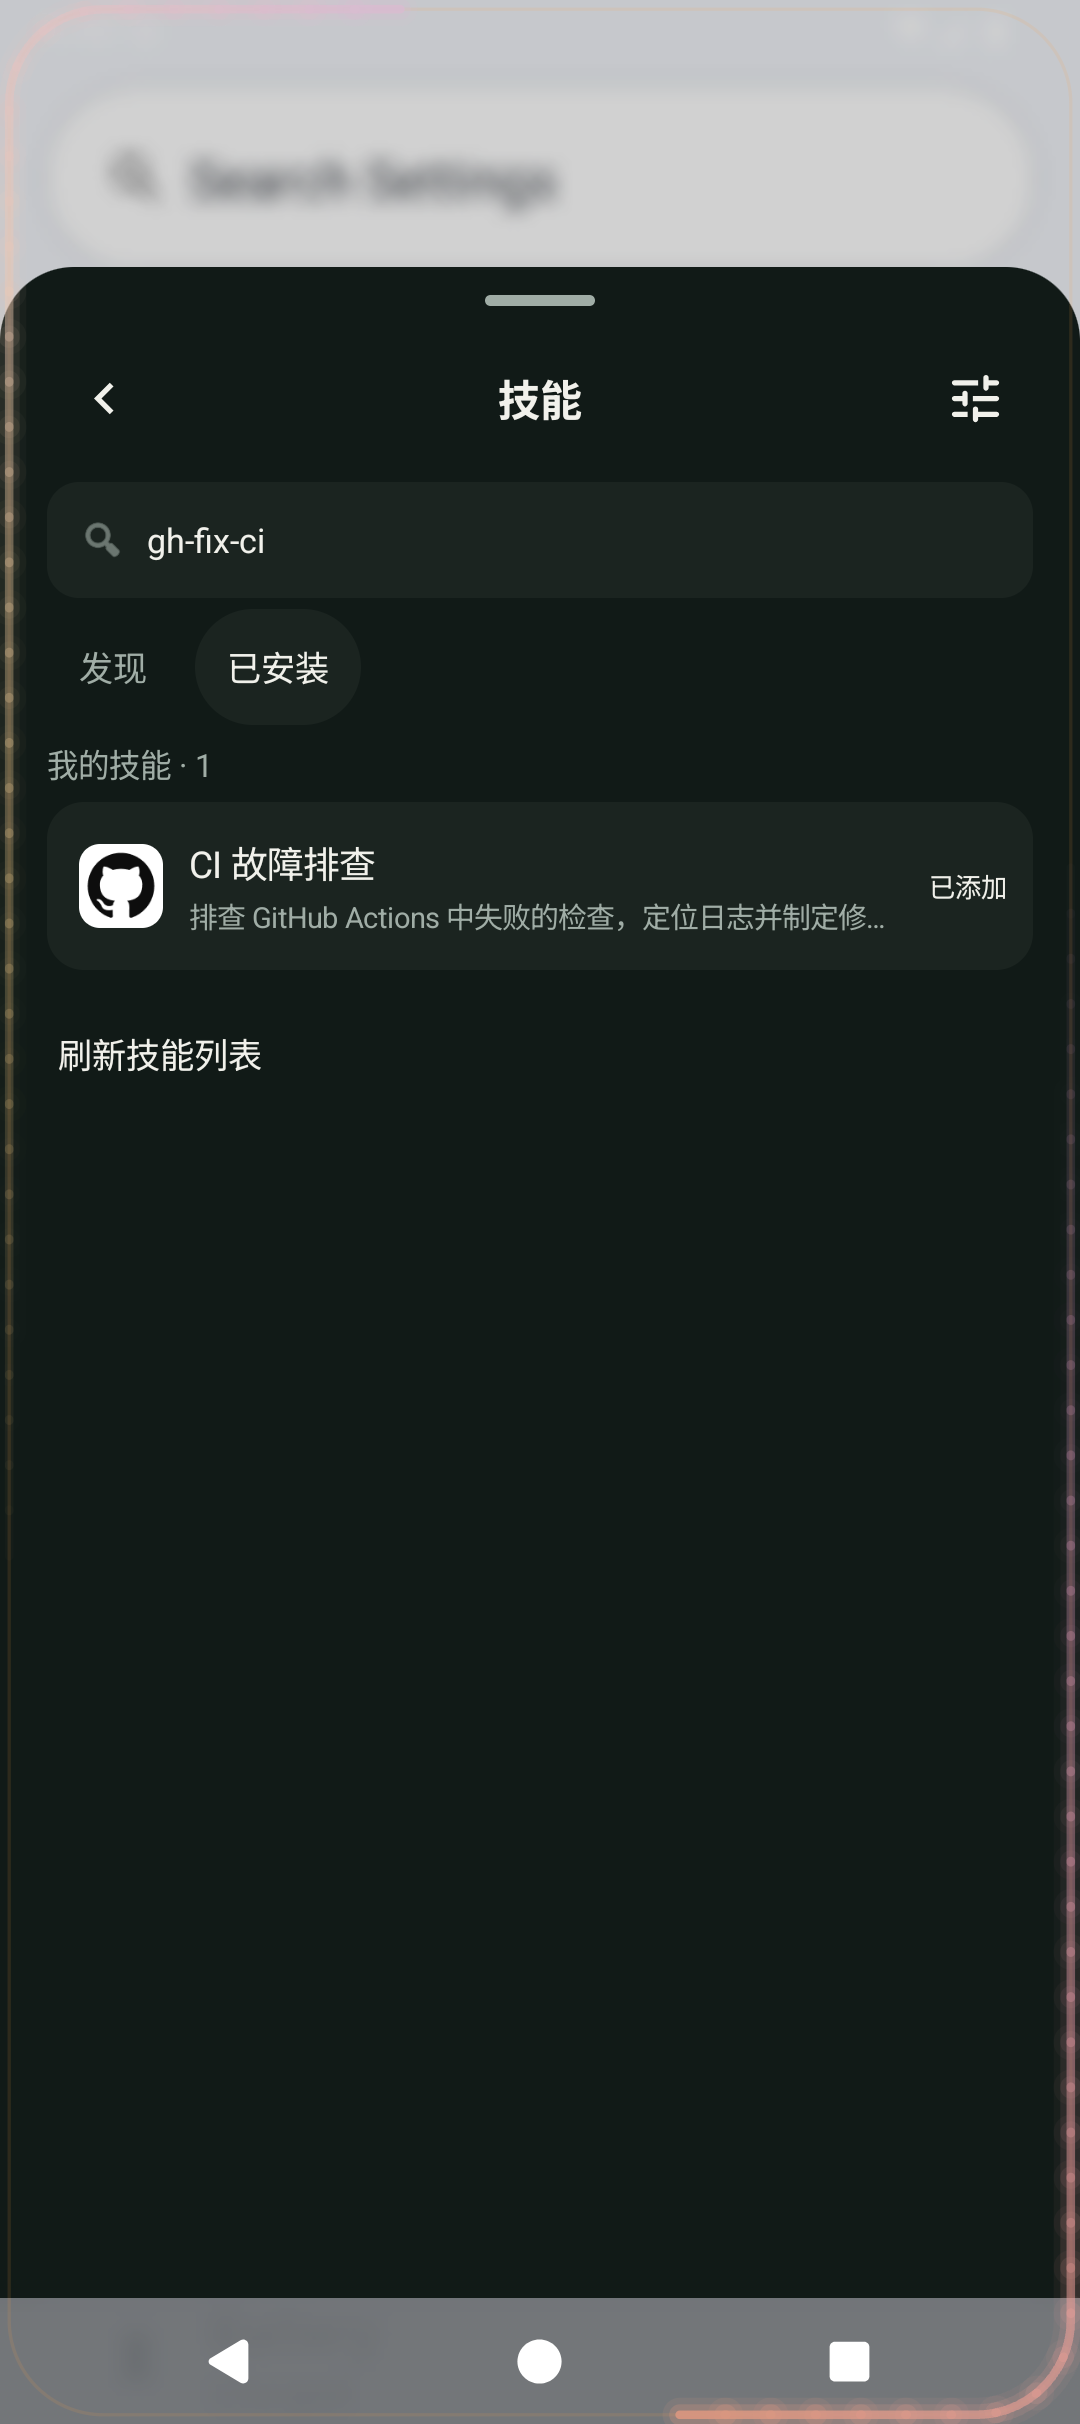 Search Settings
技能
gh-fix-ci
发现
已安装
我的技能 · 1
CI 故障排查
排查 GitHub Actions 中失败的检查，定位日志并制定修...
已添加
刷新技能列表